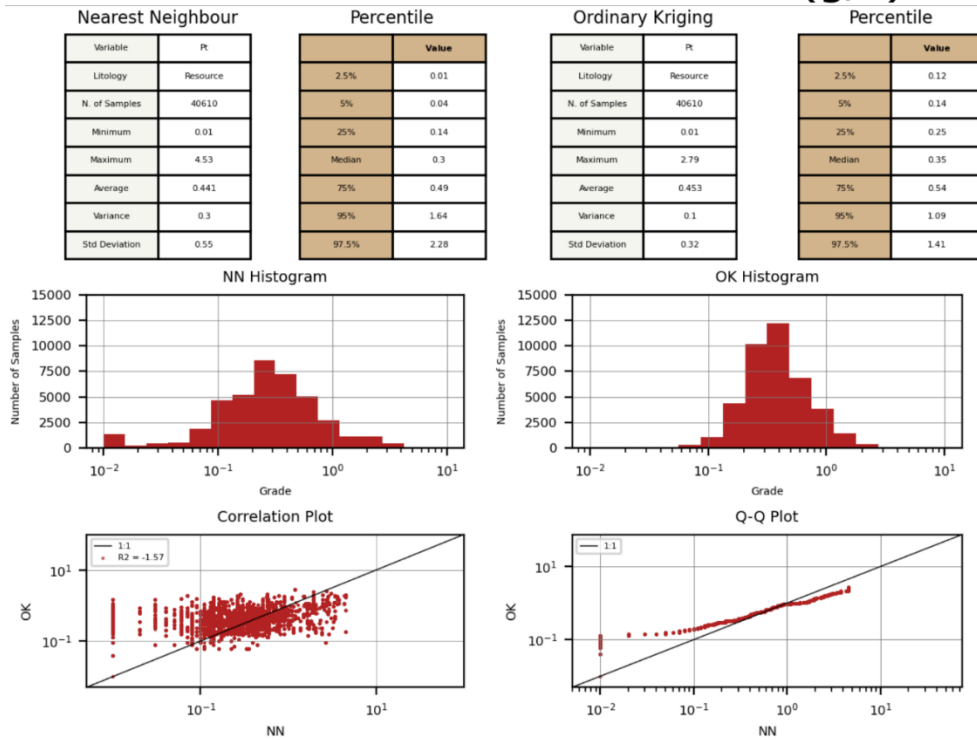 Nearest Neighbour
Percentile
Ordinary Kriging
Percentile
Variable Pt
Litology Resource
N. of Samples 40610
Minimum 0.01
Maximum 4.53
Average 0.441
Variance 0.3
Std Deviation 0.55
Value
2.5% 0.01
5% 0.04
25% 0.14
Median 0.3
75% 0.49
95% 1.64
97.5% 2.28
Variable Pt
Litology Resource
N. of Samples 40610
Minimum 0.01
Maximum 2.79
Average 0.453
Variance 0.1
Std Deviation 0.32
Value
2.5% 0.12
5% 0.14
25% 0.25
Median 0.35
75% 0.54
95% 1.09
97.5% 1.41
NN Histogram
Number of Samples
15000
12500
10000
7500
5000
2500
0
10⁻² 10⁻¹ 10⁰ 10¹
Grade
OK Histogram
Number of Samples
15000
12500
10000
7500
5000
2500
0
10⁻² 10⁻¹ 10⁰ 10¹
Grade
Correlation Plot
1:1
R2 = -1.57
OK
10¹
10⁻¹
10⁻¹ 10¹
NN
Q-Q Plot
1:1
OK
10¹
10⁻¹
10⁻² 10⁻¹ 10⁰ 10¹
NN